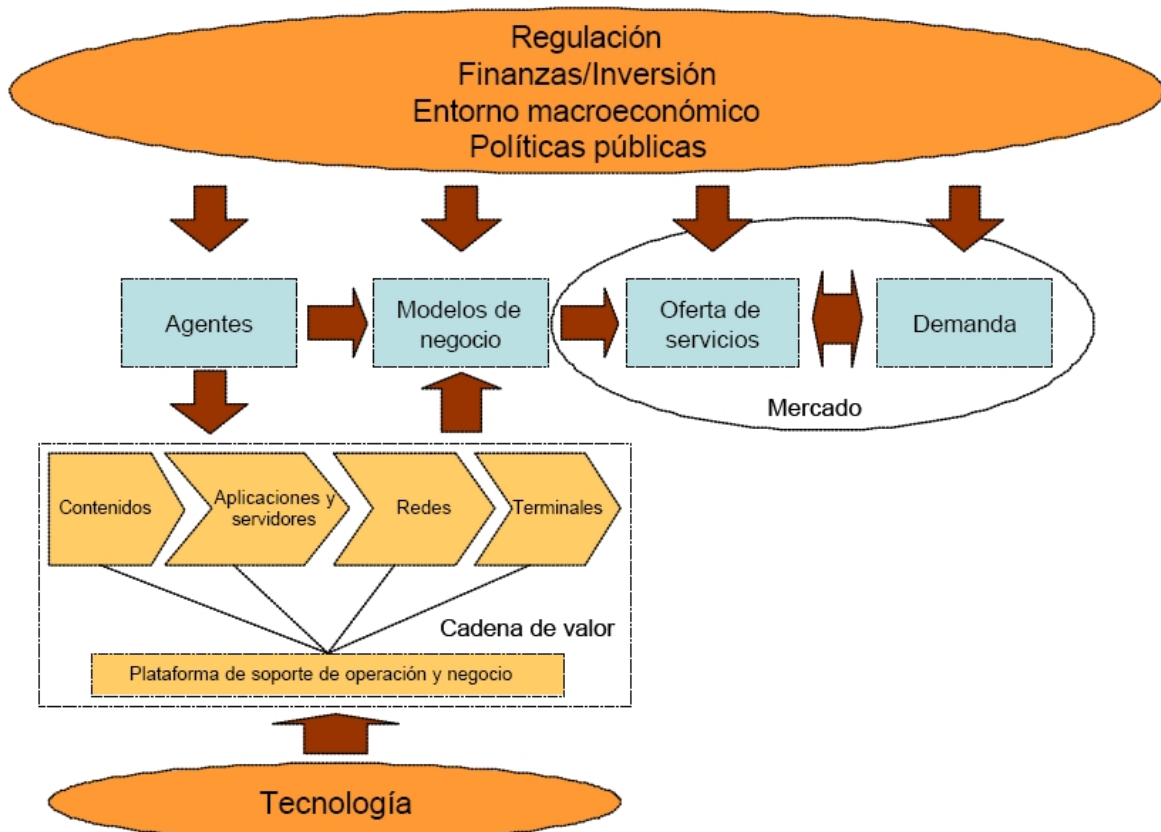 Regulación
Finanzas/Inversión
Entorno macroeconómico
Políticas públicas
Agentes
Modelos de
negocio
Oferta de
servicios
Demanda
Mercado
Contenidos
Aplicaciones y
servidores
Redes
Terminales
Cadena de valor
Plataforma de soporte de operación y negocio
Tecnología